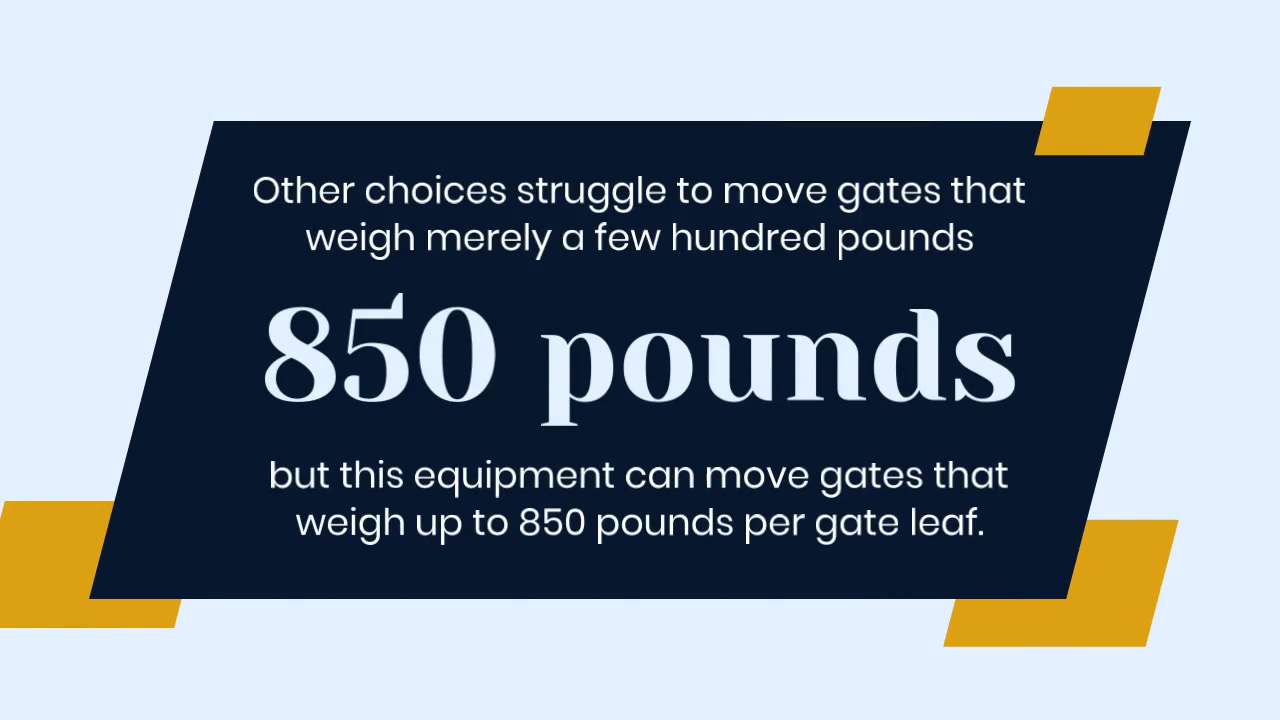 Other choices struggle to move gates that
weigh merely a few hundred pounds
850 pounds
but this equipment can move gates that
weigh up to 850 pounds per gate leaf.